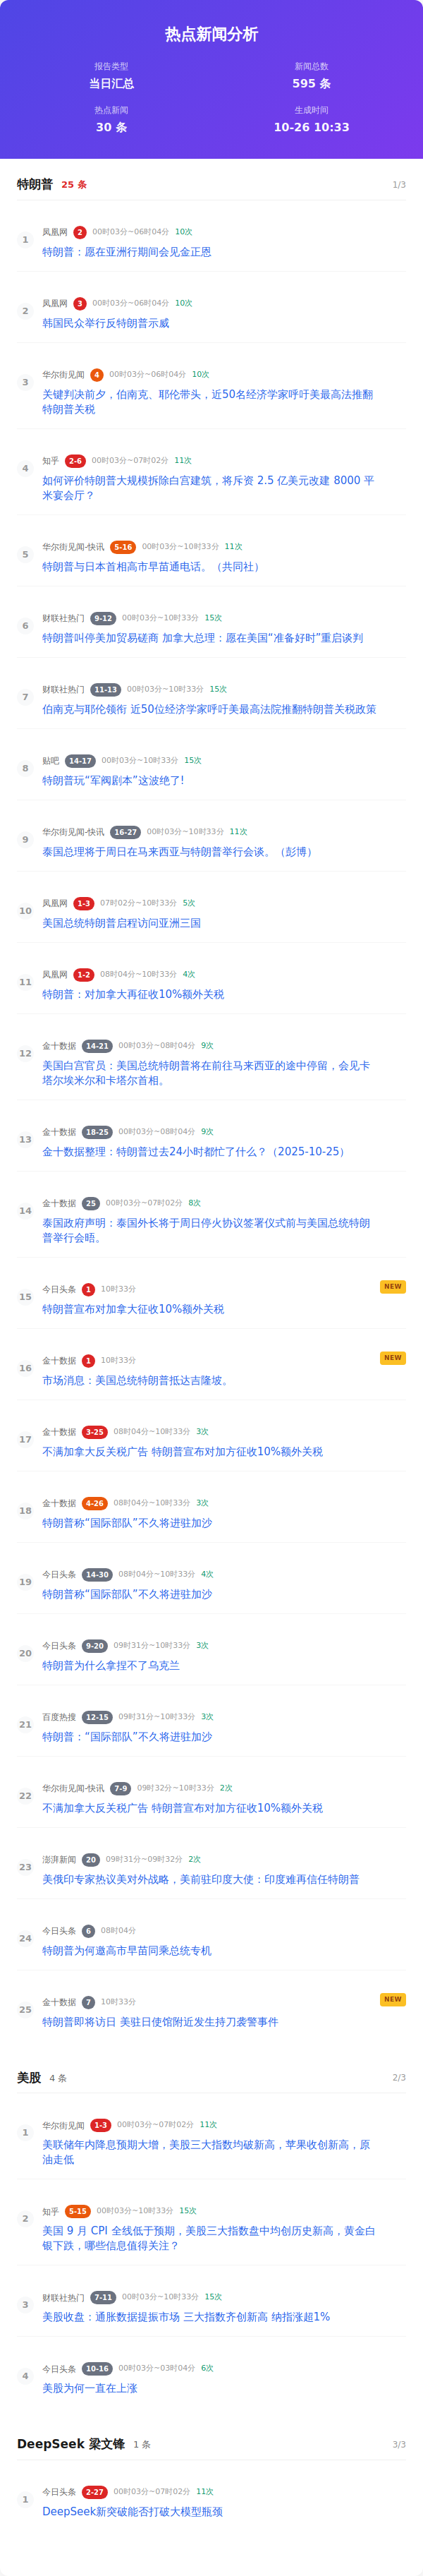 热点新闻分析
报告类型 新闻总数
当日汇总 595 条
热点新闻 生成时间
30 条 10-26 10:33
特朗普 25 条 1/3
1 凤凰网 2 00时03分~06时04分 10次
特朗普：愿在亚洲行期间会见金正恩
2 凤凰网 3 00时03分~06时04分 10次
韩国民众举行反特朗普示威
3 华尔街见闻 4 00时03分~06时04分 10次
关键判决前夕，伯南克、耶伦带头，近50名经济学家呼吁美最高法推翻
特朗普关税
4 知乎 2-6 00时03分~07时02分 11次
如何评价特朗普大规模拆除白宫建筑，将斥资 2.5 亿美元改建 8000 平
米宴会厅？
5 华尔街见闻-快讯 5-16 00时03分~10时33分 11次
特朗普与日本首相高市早苗通电话。（共同社）
6 财联社热门 9-12 00时03分~10时33分 15次
特朗普叫停美加贸易磋商 加拿大总理：愿在美国“准备好时”重启谈判
7 财联社热门 11-13 00时03分~10时33分 15次
伯南克与耶伦领衔 近50位经济学家呼吁美最高法院推翻特朗普关税政策
8 贴吧 14-17 00时03分~10时33分 15次
特朗普玩“军阀剧本”这波绝了!
9 华尔街见闻-快讯 16-27 00时03分~10时33分 11次
泰国总理将于周日在马来西亚与特朗普举行会谈。（彭博）
10 凤凰网 1-3 07时02分~10时33分 5次
美国总统特朗普启程访问亚洲三国
11 凤凰网 1-2 08时04分~10时33分 4次
特朗普：对加拿大再征收10%额外关税
12 金十数据 14-21 00时03分~08时04分 9次
美国白宫官员：美国总统特朗普将在前往马来西亚的途中停留，会见卡
塔尔埃米尔和卡塔尔首相。
13 金十数据 18-25 00时03分~08时04分 9次
金十数据整理：特朗普过去24小时都忙了什么？（2025-10-25）
14 金十数据 25 00时03分~07时02分 8次
泰国政府声明：泰国外长将于周日停火协议签署仪式前与美国总统特朗
普举行会晤。
15 今日头条 1 10时33分 NEW
特朗普宣布对加拿大征收10%额外关税
16 金十数据 1 10时33分 NEW
市场消息：美国总统特朗普抵达吉隆坡。
17 金十数据 3-25 08时04分~10时33分 3次
不满加拿大反关税广告 特朗普宣布对加方征收10%额外关税
18 金十数据 4-26 08时04分~10时33分 3次
特朗普称“国际部队”不久将进驻加沙
19 今日头条 14-30 08时04分~10时33分 4次
特朗普称“国际部队”不久将进驻加沙
20 今日头条 9-20 09时31分~10时33分 3次
特朗普为什么拿捏不了乌克兰
21 百度热搜 12-15 09时31分~10时33分 3次
特朗普：“国际部队”不久将进驻加沙
22 华尔街见闻-快讯 7-9 09时32分~10时33分 2次
不满加拿大反关税广告 特朗普宣布对加方征收10%额外关税
23 澎湃新闻 20 09时31分~09时32分 2次
美俄印专家热议美对外战略，美前驻印度大使：印度难再信任特朗普
24 今日头条 6 08时04分
特朗普为何邀高市早苗同乘总统专机
25 金十数据 7 10时33分 NEW
特朗普即将访日 美驻日使馆附近发生持刀袭警事件
美股 4 条 2/3
1 华尔街见闻 1-3 00时03分~07时02分 11次
美联储年内降息预期大增，美股三大指数均破新高，苹果收创新高，原
油走低
2 知乎 5-15 00时03分~10时33分 15次
美国 9 月 CPI 全线低于预期，美股三大指数盘中均创历史新高，黄金白
银下跌，哪些信息值得关注？
3 财联社热门 7-11 00时03分~10时33分 15次
美股收盘：通胀数据提振市场 三大指数齐创新高 纳指涨超1%
4 今日头条 10-16 00时03分~03时04分 6次
美股为何一直在上涨
DeepSeek 梁文锋 1 条 3/3
1 今日头条 2-27 00时03分~07时02分 11次
DeepSeek新突破能否打破大模型瓶颈